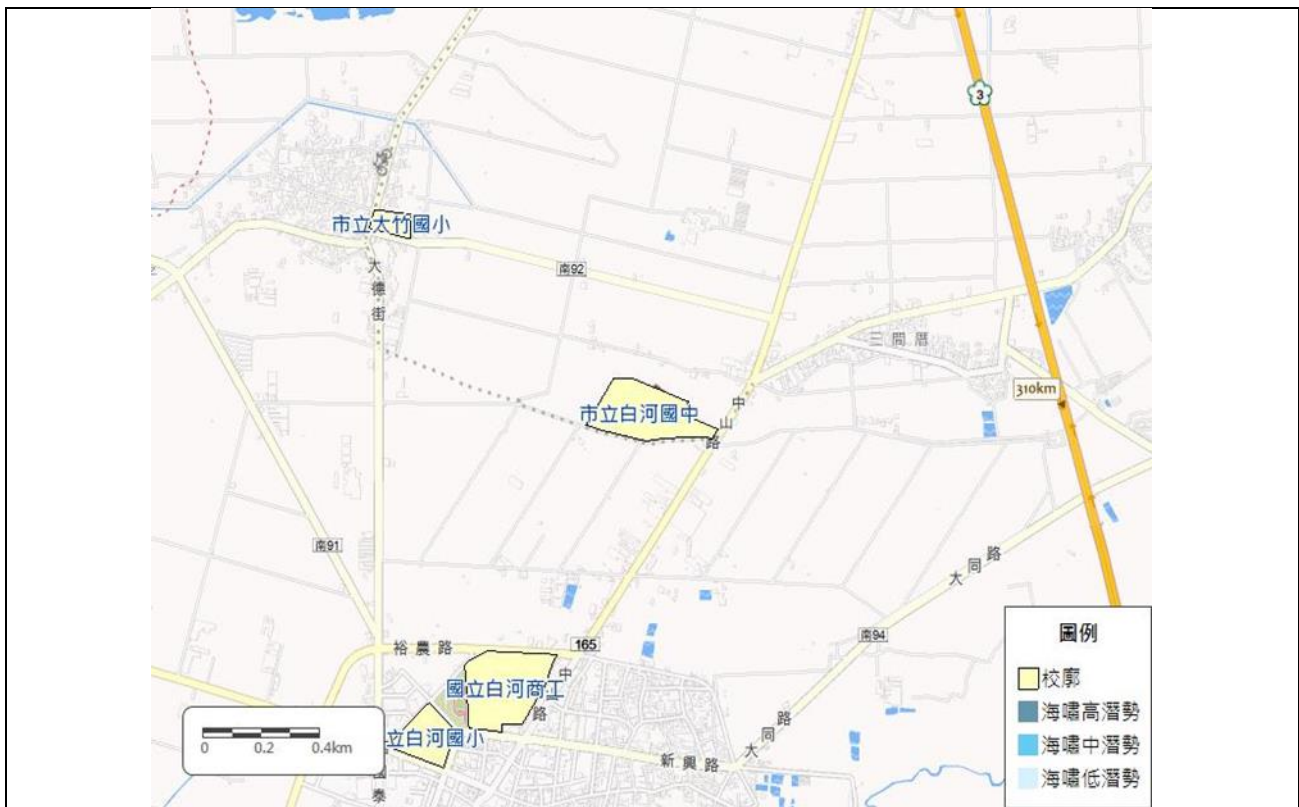 3
市立大竹國小
大德街
南92
三間厝
310km
市立白河國中
中山路
南91
大同路
南94
裕農路
165
國立白河商工
中
路
立白河國小
大同路
新興路
國泰
0 0.2 0.4km
圖例
校廓
海嘯高潛勢
海嘯中潛勢
海嘯低潛勢